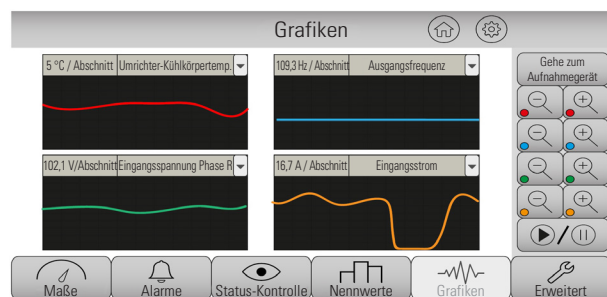 Grafiken
5 °C / Abschnitt Umrichter-Kühlkörpertemp.
109,3 Hz / Abschnitt Ausgangsfrequenz
Gehe zum
Aufnahmegerät
102,1 V/Abschnitt Eingangsspannung Phase R
16,7 A / Abschnitt Eingangsstrom
Maße
Alarme
Status-Kontrolle
Nennwerte
Grafiken
Erweitert